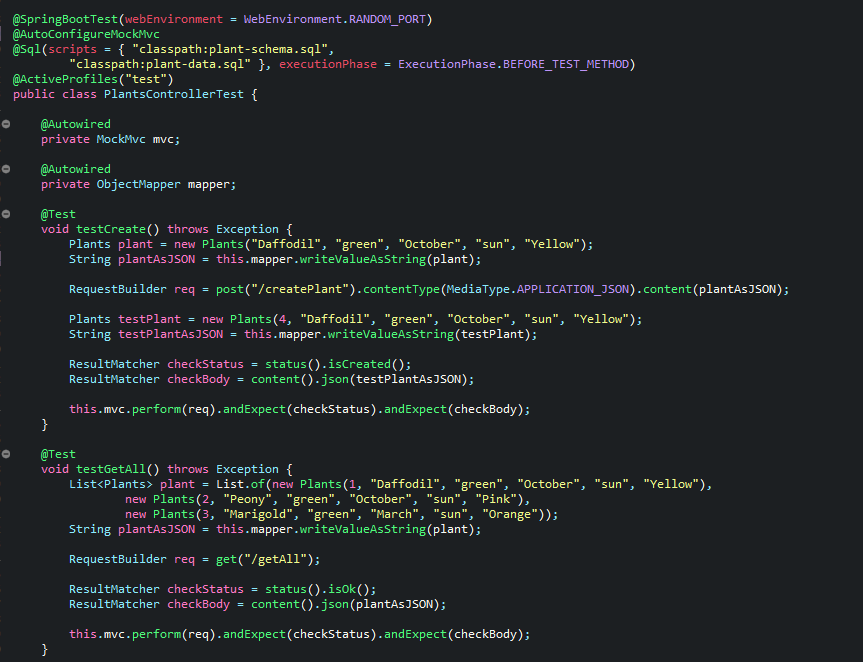 @SpringBootTest(webEnvironment = WebEnvironment.RANDOM_PORT)
@AutoConfigureMockMvc
@Sql(scripts = { "classpath:plant-schema.sql",
        "classpath:plant-data.sql" }, executionPhase = ExecutionPhase.BEFORE_TEST_METHOD)
@ActiveProfiles("test")
public class PlantsControllerTest {
    @Autowired
    private MockMvc mvc;
    @Autowired
    private ObjectMapper mapper;
    @Test
    void testCreate() throws Exception {
        Plants plant = new Plants("Daffodil", "green", "October", "sun", "Yellow");
        String plantAsJSON = this.mapper.writeValueAsString(plant);
        RequestBuilder req = post("/createPlant").contentType(MediaType.APPLICATION_JSON).content(plantAsJSON);
        Plants testPlant = new Plants(4, "Daffodil", "green", "October", "sun", "Yellow");
        String testPlantAsJSON = this.mapper.writeValueAsString(testPlant);
        ResultMatcher checkStatus = status().isCreated();
        ResultMatcher checkBody = content().json(testPlantAsJSON);
        this.mvc.perform(req).andExpect(checkStatus).andExpect(checkBody);
    }
    @Test
    void testGetAll() throws Exception {
        List<Plants> plant = List.of(new Plants(1, "Daffodil", "green", "October", "sun", "Yellow"),
                new Plants(2, "Peony", "green", "October", "sun", "Pink"),
                new Plants(3, "Marigold", "green", "March", "sun", "Orange"));
        String plantAsJSON = this.mapper.writeValueAsString(plant);
        RequestBuilder req = get("/getAll");
        ResultMatcher checkStatus = status().isOk();
        ResultMatcher checkBody = content().json(plantAsJSON);
        this.mvc.perform(req).andExpect(checkStatus).andExpect(checkBody);
    }